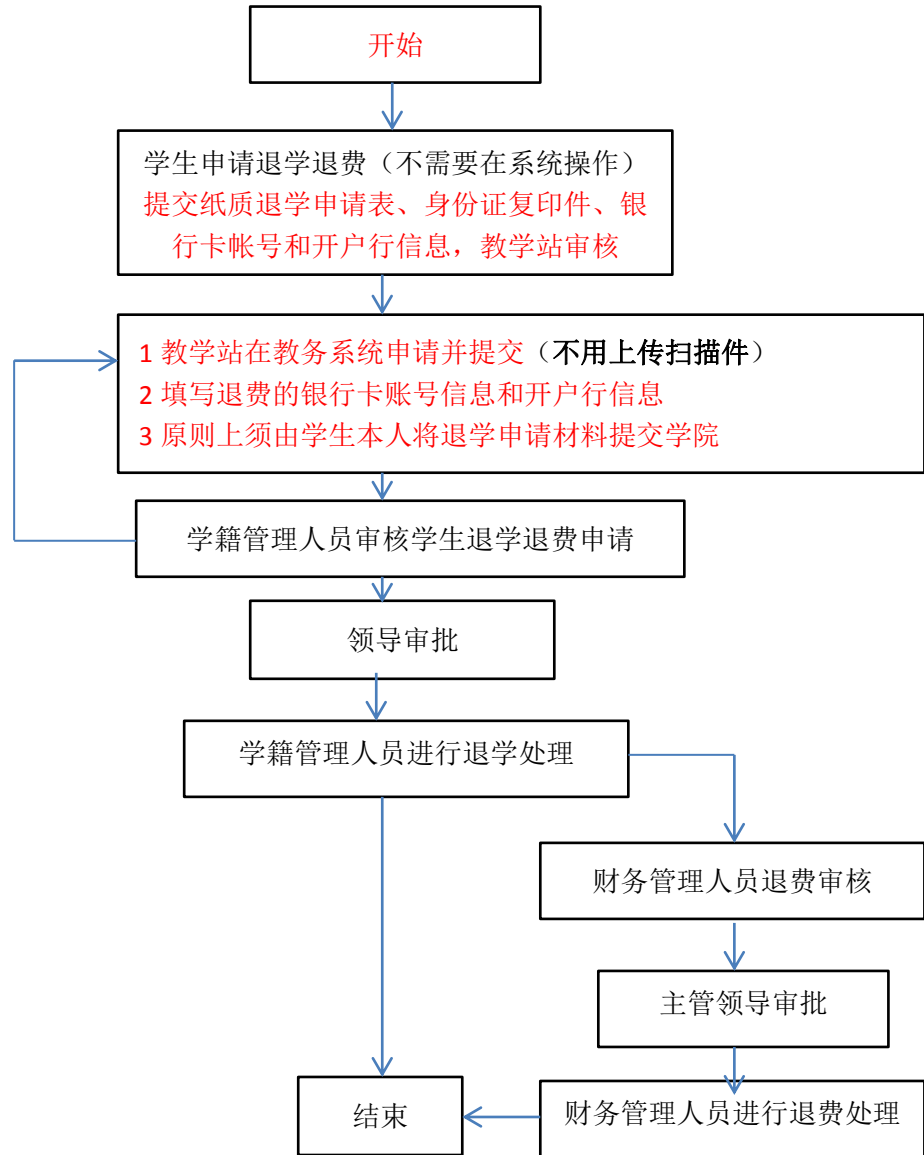 开始
学生申请退学退费（不需要在系统操作）
提交纸质退学申请表、身份证复印件、银
行卡帐号和开户行信息，教学站审核
1 教学站在教务系统申请并提交（不用上传扫描件）
2 填写退费的银行卡账号信息和开户行信息
3 原则上须由学生本人将退学申请材料提交学院
学籍管理人员审核学生退学退费申请
领导审批
学籍管理人员进行退学处理
财务管理人员退费审核
主管领导审批
财务管理人员进行退费处理
结束